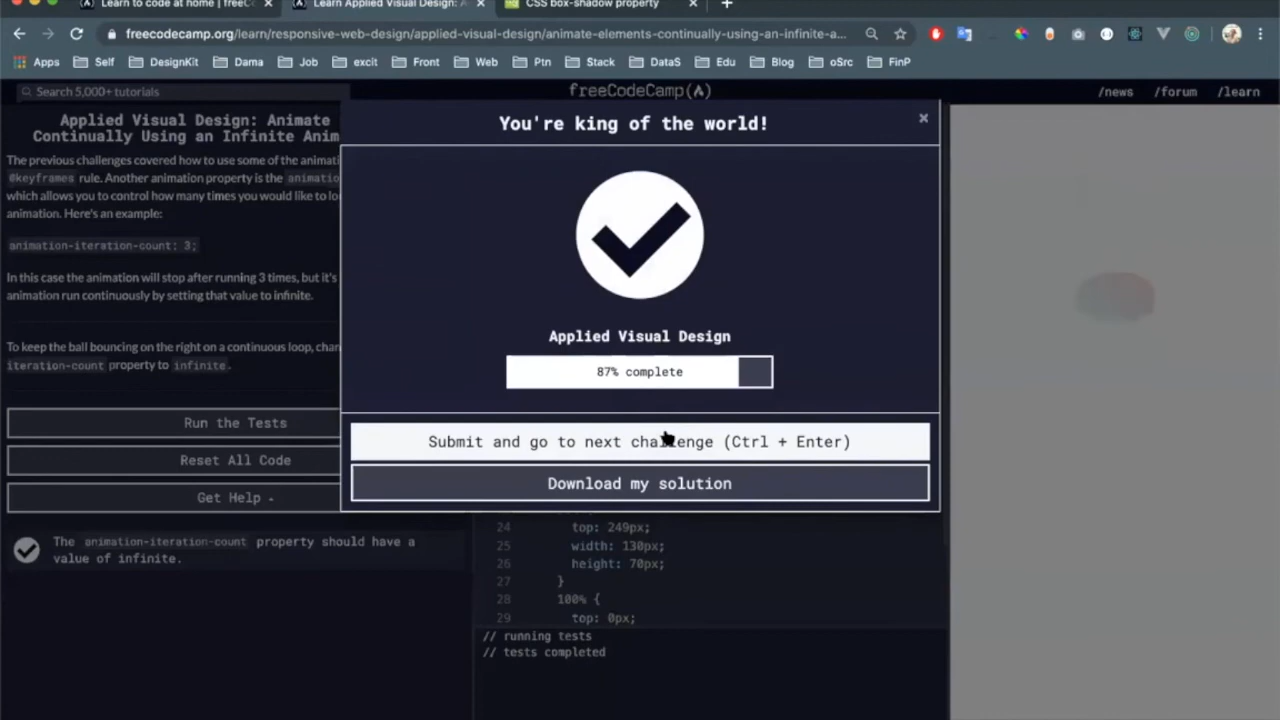 Learn to code at home | freeC
Learn Applied Visual Design: A
CSS box-shadow property
freecodecamp.org/learn/responsive-web-design/applied-visual-design/animate-elements-continually-using-an-infinite-a...
Apps Self DesignKit Dama Job excit Front Web Ptn Stack DataS Edu Blog oSrc FinP
Search 5,000+ tutorials
freeCodeCamp(🔥)
/news /forum /learn
Applied Visual Design: Animate
Continually Using an Infinite Anim
The previous challenges covered how to use some of the animati
@keyframes rule. Another animation property is the animatio
which allows you to control how many times you would like to lo
animation. Here's an example:
animation-iteration-count: 3;
In this case the animation will stop after running 3 times, but it's
animation run continuously by setting that value to infinite.
To keep the ball bouncing on the right on a continuous loop, chan
iteration-count property to infinite.
Run the Tests
Reset All Code
Get Help
The animation-iteration-count property should have a
value of infinite.
You're king of the world!
×
Applied Visual Design
87% complete
Submit and go to next challenge (Ctrl + Enter)
Download my solution
24 top: 249px;
25 width: 130px;
26 height: 70px;
27 }
28 100% {
29 top: 0px;
// running tests
// tests completed